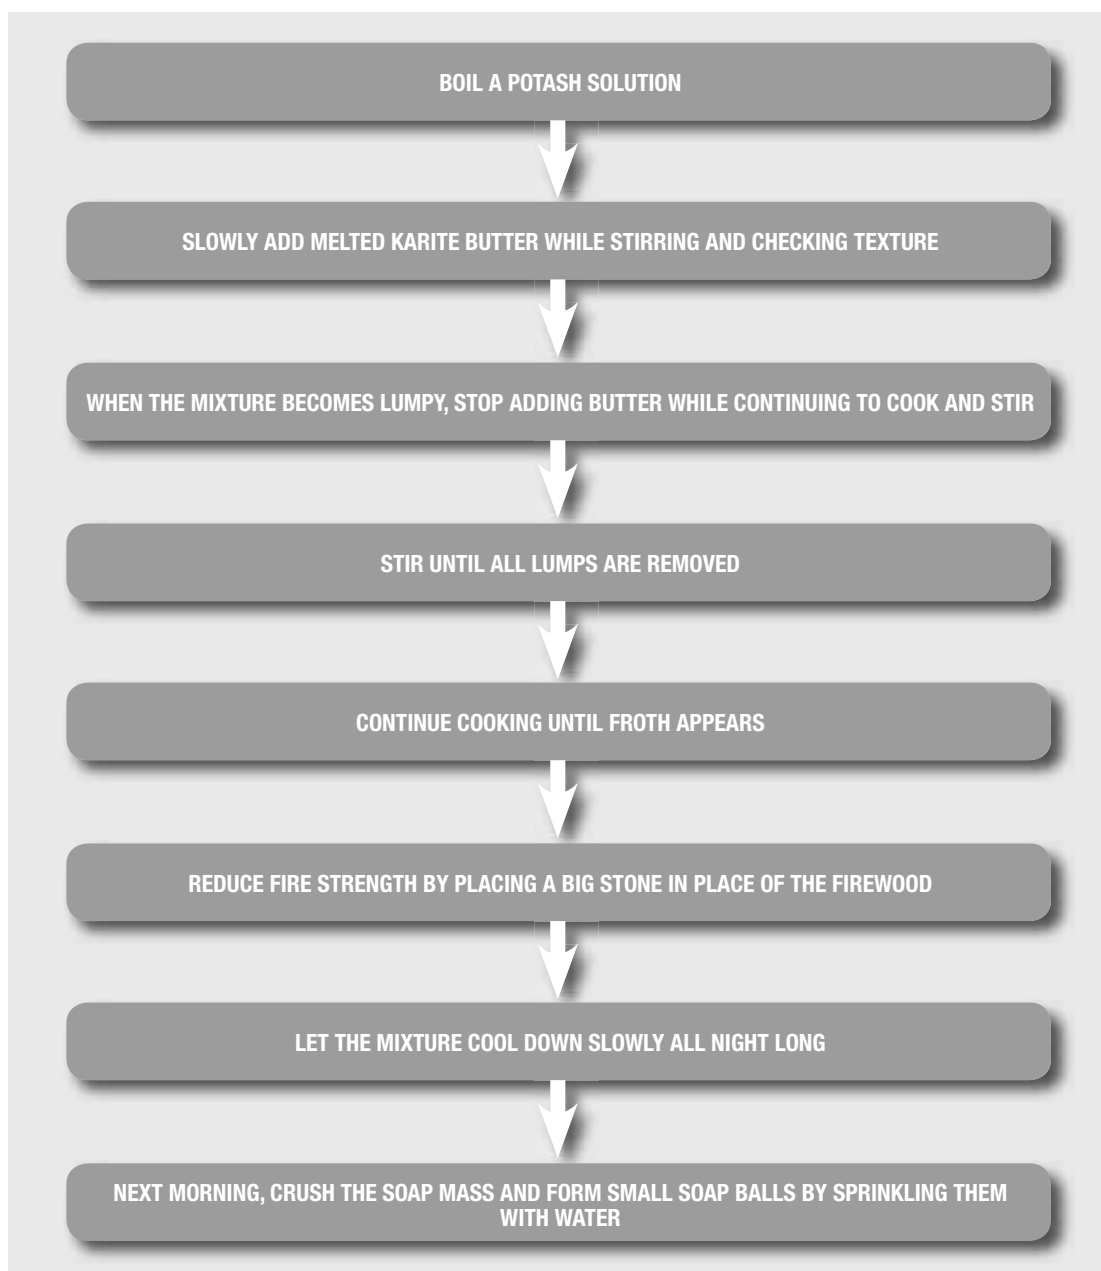 BOIL A POTASH SOLUTION
SLOWLY ADD MELTED KARITE BUTTER WHILE STIRRING AND CHECKING TEXTURE
WHEN THE MIXTURE BECOMES LUMPY, STOP ADDING BUTTER WHILE CONTINUING TO COOK AND STIR
STIR UNTIL ALL LUMPS ARE REMOVED
CONTINUE COOKING UNTIL FROTH APPEARS
REDUCE FIRE STRENGTH BY PLACING A BIG STONE IN PLACE OF THE FIREWOOD
LET THE MIXTURE COOL DOWN SLOWLY ALL NIGHT LONG
NEXT MORNING, CRUSH THE SOAP MASS AND FORM SMALL SOAP BALLS BY SPRINKLING THEM
WITH WATER